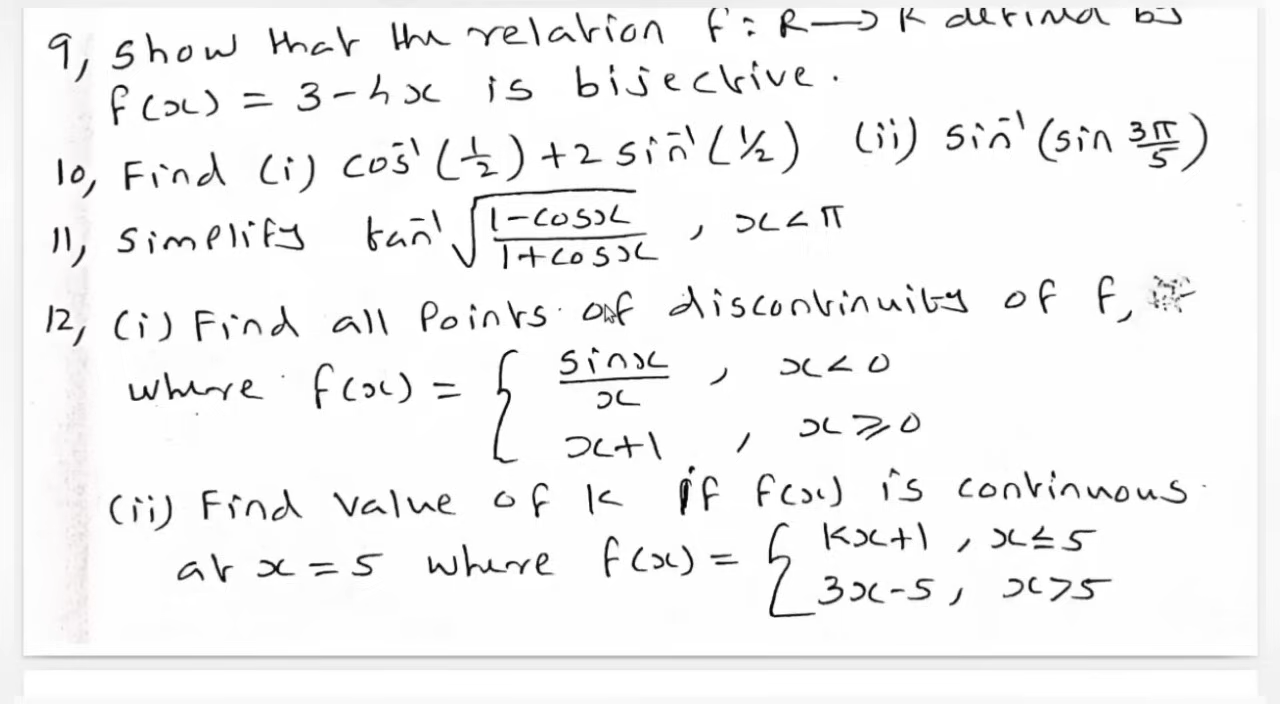 9, Show that the relation f : R → R defined by
f(x) = 3-4x is bijective.
10, Find (i) cos⁻¹(1/2) + 2 sin⁻¹(1/2) (ii) sin⁻¹(sin 3π/5)
11, Simplify tan⁻¹ √((1-cosx)/(1+cosx)) , x<π
12, (i) Find all Points of discontinuity of f,
where f(x) = { sinx/x , x<0
x+1 , x≥0
(ii) Find value of k if f(x) is continuous
at x = 5 where f(x) = { kx+1 , x≤5
3x-5 , x>5